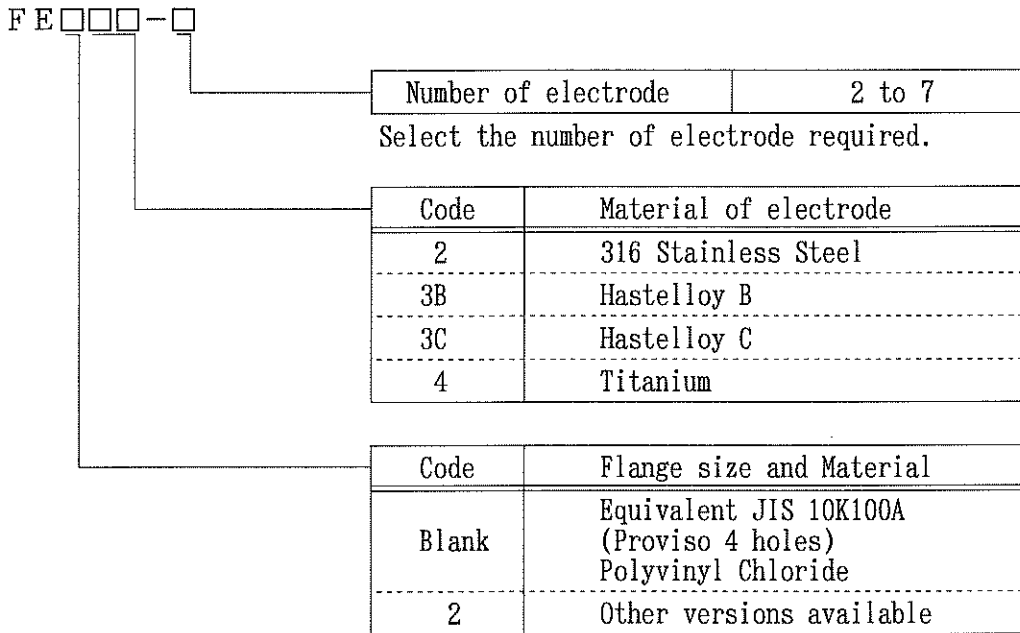 FE□□□-□
Number of electrode 2 to 7
Select the number of electrode required.
Code Material of electrode
2 316 Stainless Steel
3B Hastelloy B
3C Hastelloy C
4 Titanium
Code Flange size and Material
Blank Equivalent JIS 10K100A
(Proviso 4 holes)
Polyvinyl Chloride
2 Other versions available